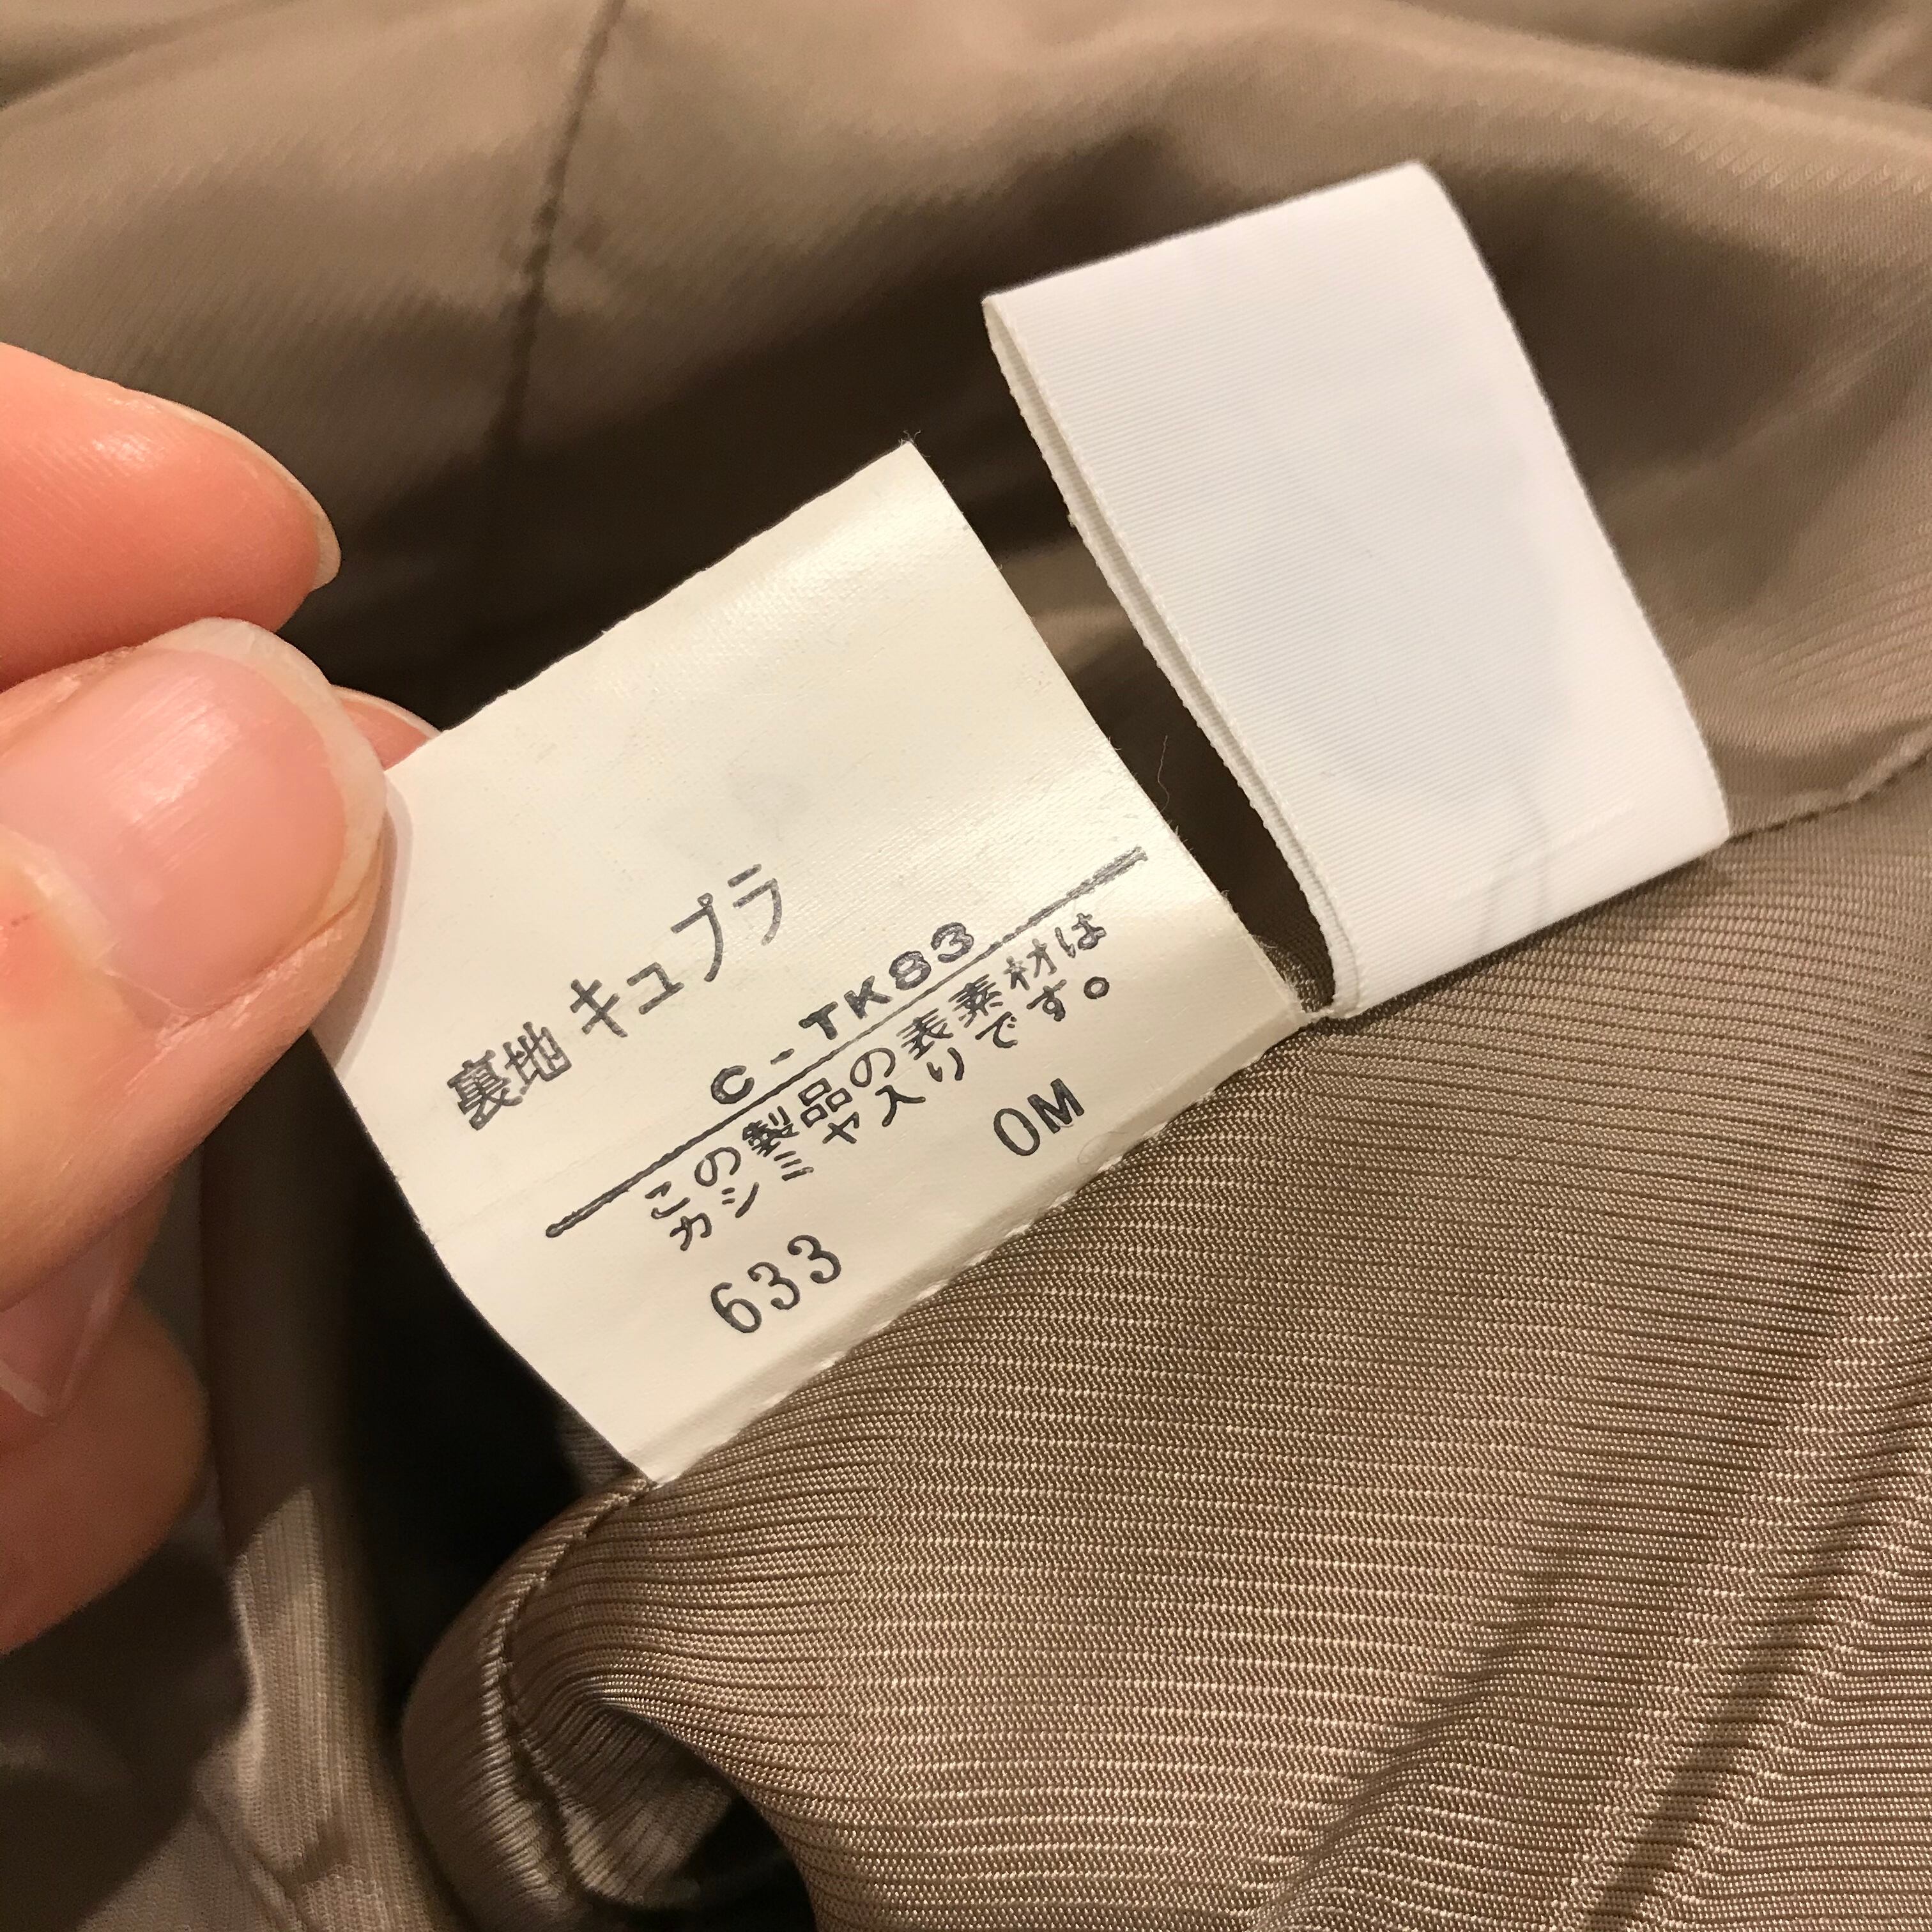 裏地 キュプラ
C-TK83
この製品の表素材は
カシミヤ入りです。
633 OM